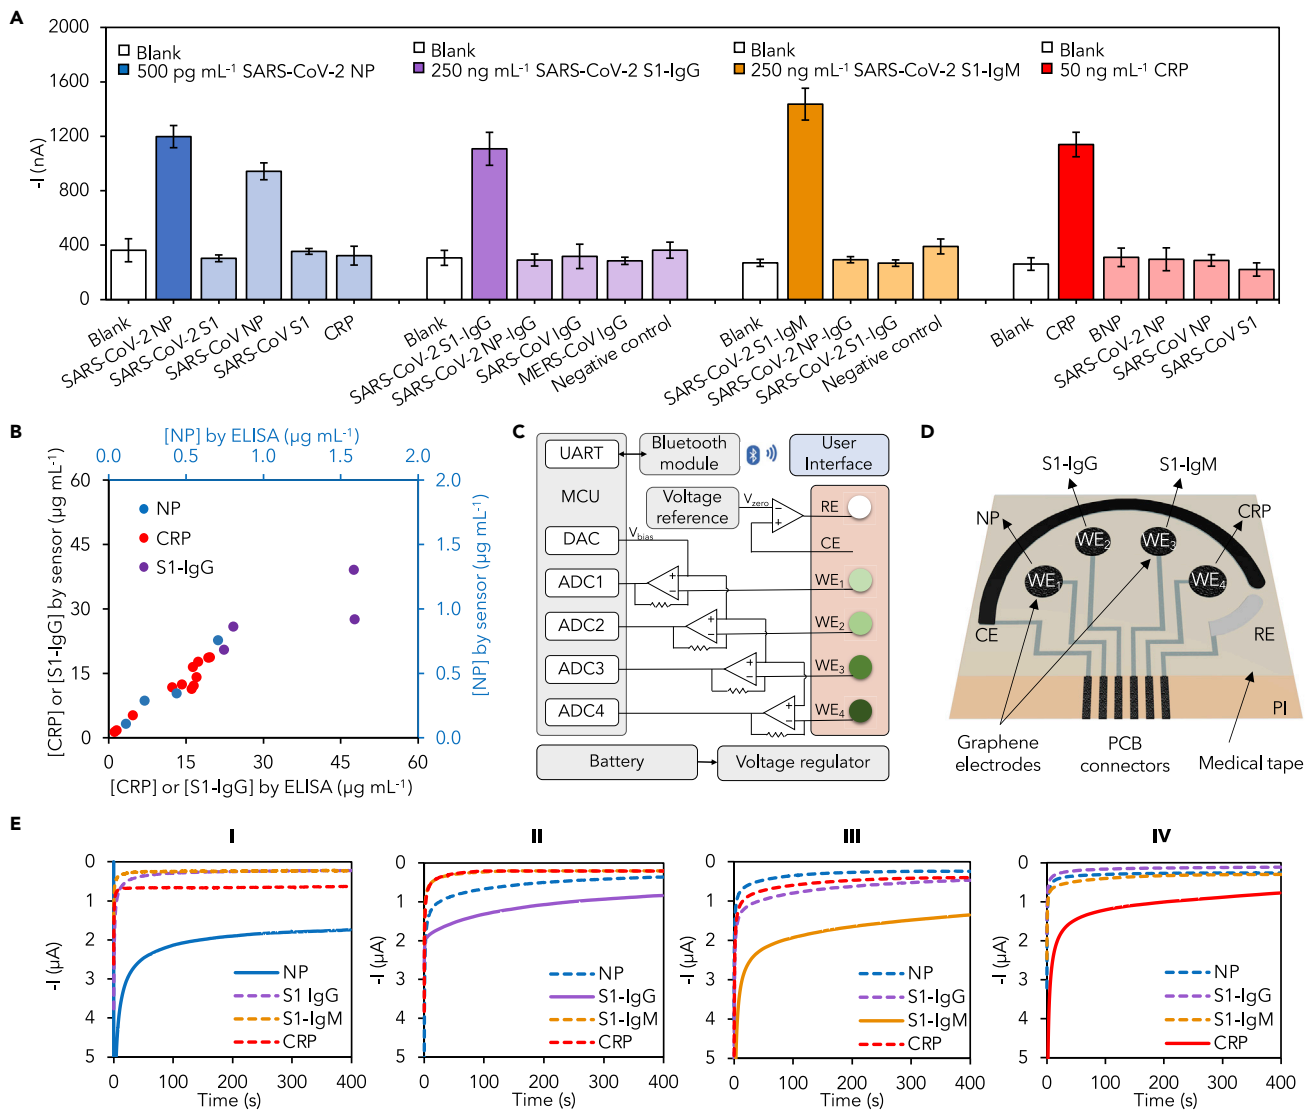 A
2000
1600
1200
800
400
0
-I (nA)
Blank
500 pg mL⁻¹ SARS-CoV-2 NP
Blank
250 ng mL⁻¹ SARS-CoV-2 S1-IgG
Blank
250 ng mL⁻¹ SARS-CoV-2 S1-IgM
Blank
50 ng mL⁻¹ CRP
Blank
SARS-CoV-2 NP
SARS-CoV-2 S1
SARS-CoV NP
SARS-CoV S1
CRP
Blank
SARS-CoV-2 S1-IgG
SARS-CoV-2 NP-IgG
SARS-CoV IgG
MERS-CoV IgG
Negative control
Blank
SARS-CoV-2 S1-IgM
SARS-CoV-2 NP-IgG
SARS-CoV-2 S1-IgG
Negative control
Blank
CRP
BNP
SARS-CoV-2 NP
SARS-CoV NP
SARS-CoV S1
B
[NP] by ELISA (µg mL⁻¹)
0.0 0.4 0.8 1.2 1.6 2.0
60
45
30
15
0
[CRP] or [S1-IgG] by sensor (µg mL⁻¹)
NP
CRP
S1-IgG
2.0
1.5
1.0
0.5
0.0
[NP] by sensor (µg mL⁻¹)
0 15 30 45 60
[CRP] or [S1-IgG] by ELISA (µg mL⁻¹)
C
UART
Bluetooth
module
User
Interface
MCU
Voltage
reference
Vzero
RE
DAC
Vbias
CE
ADC1
WE1
ADC2
WE2
ADC3
WE3
ADC4
WE4
Battery
Voltage regulator
D
S1-IgG
S1-IgM
NP
CRP
WE1
WE2
WE3
WE4
CE
RE
PI
Graphene
electrodes
PCB
connectors
Medical tape
E
I
0
1
2
3
4
5
-I (µA)
NP
S1 IgG
S1-IgM
CRP
0 100 200 300 400
Time (s)
II
0
1
2
3
4
5
-I (µA)
NP
S1-IgG
S1-IgM
CRP
0 100 200 300 400
Time (s)
III
0
1
2
3
4
5
-I (µA)
NP
S1-IgG
S1-IgM
CRP
0 100 200 300 400
Time (s)
IV
0
1
2
3
4
5
-I (µA)
NP
S1-IgG
S1-IgM
CRP
0 100 200 300 400
Time (s)